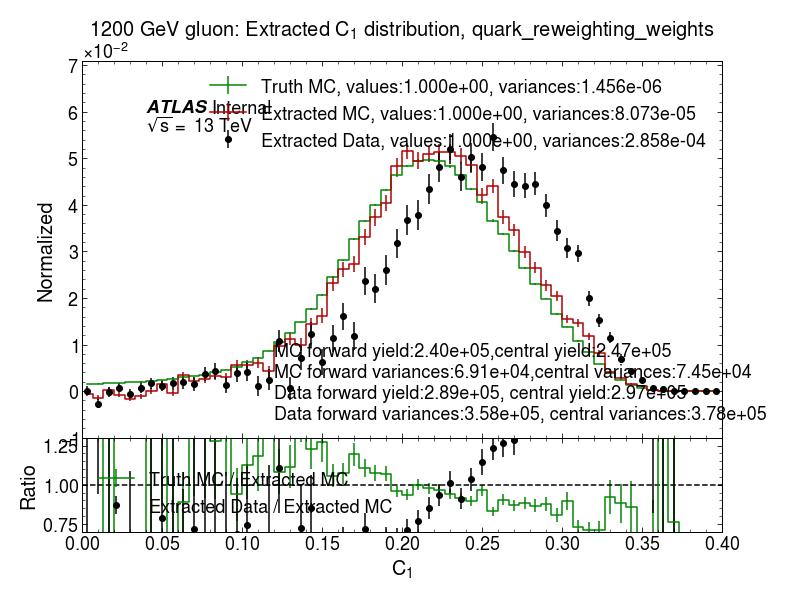 1200 GeV gluon: Extracted C₁ distribution, quark_reweighting_weights
×10⁻²
Truth MC, values:1.000e+00, variances:1.456e-06
ATLAS Internal
Extracted MC, values:1.000e+00, variances:8.073e-05
√s = 13 TeV
Extracted Data, values:1.000e+00, variances:2.858e-04
7
6
5
4
3
2
1
0
Normalized
MC forward yield:2.40e+05,central yield:2.47e+05
MC forward variances:6.91e+04,central variances:7.45e+04
Data forward yield:2.89e+05, central yield:2.97e+05
Data forward variances:3.58e+05, central variances:3.78e+05
1.25
1.00
0.75
Ratio
Truth MC / Extracted MC
Extracted Data / Extracted MC
0.00 0.05 0.10 0.15 0.20 0.25 0.30 0.35 0.40
C₁